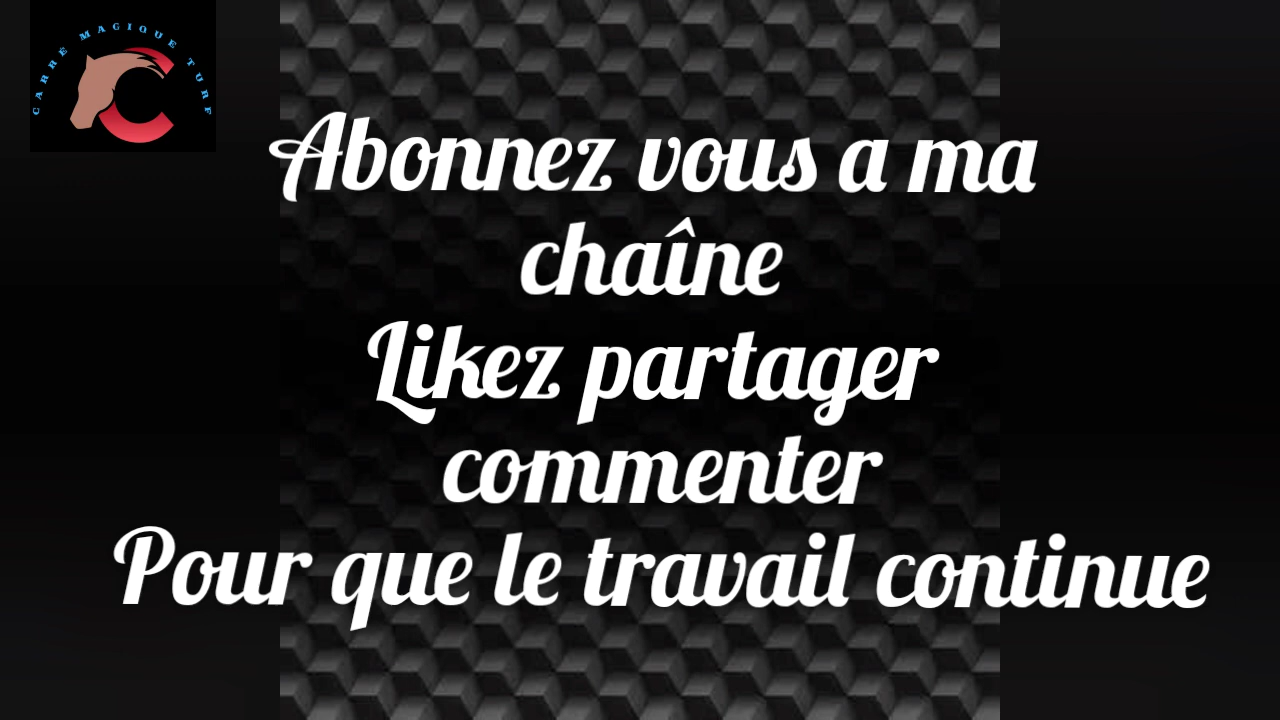 CARRÉ MAGIQUE TURF
Abonnez vous a ma
chaîne
Likez partager
commenter
Pour que le travail continue